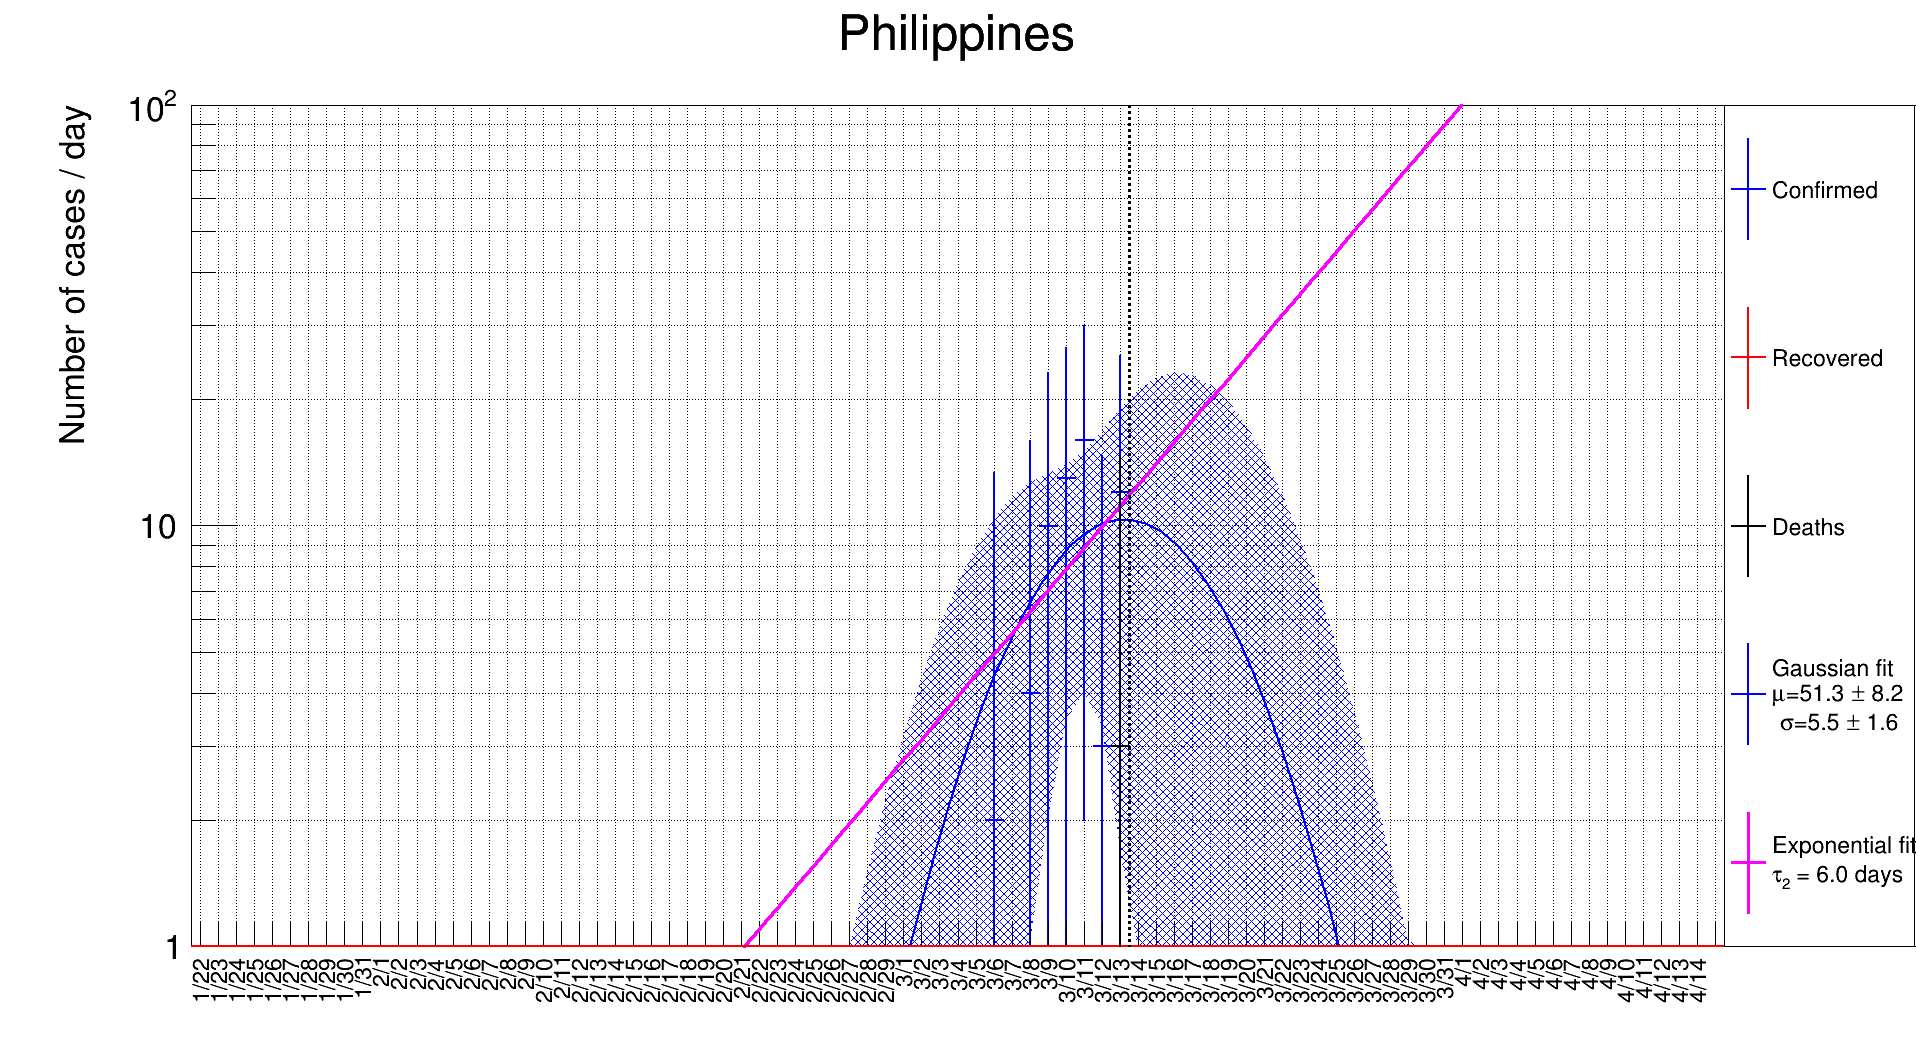 Philippines
Number of cases / day
10²
10
1
1/22 1/23 1/24 1/25 1/26 1/27 1/28 1/29 1/30 1/31 2/1 2/2 2/3 2/4 2/5 2/6 2/7 2/8 2/9 2/10 2/11 2/12 2/13 2/14 2/15 2/16 2/17 2/18 2/19 2/20 2/21 2/22 2/23 2/24 2/25 2/26 2/27 2/28 2/29 3/1 3/2 3/3 3/4 3/5 3/6 3/7 3/8 3/9 3/10 3/11 3/12 3/13 3/14 3/15 3/16 3/17 3/18 3/19 3/20 3/21 3/22 3/23 3/24 3/25 3/26 3/27 3/28 3/29 3/30 3/31 4/1 4/2 4/3 4/4 4/5 4/6 4/7 4/8 4/9 4/10 4/11 4/12 4/13 4/14
Confirmed
Recovered
Deaths
Gaussian fit
μ=51.3 ± 8.2
σ=5.5 ± 1.6
Exponential fit
τ₂ = 6.0 days